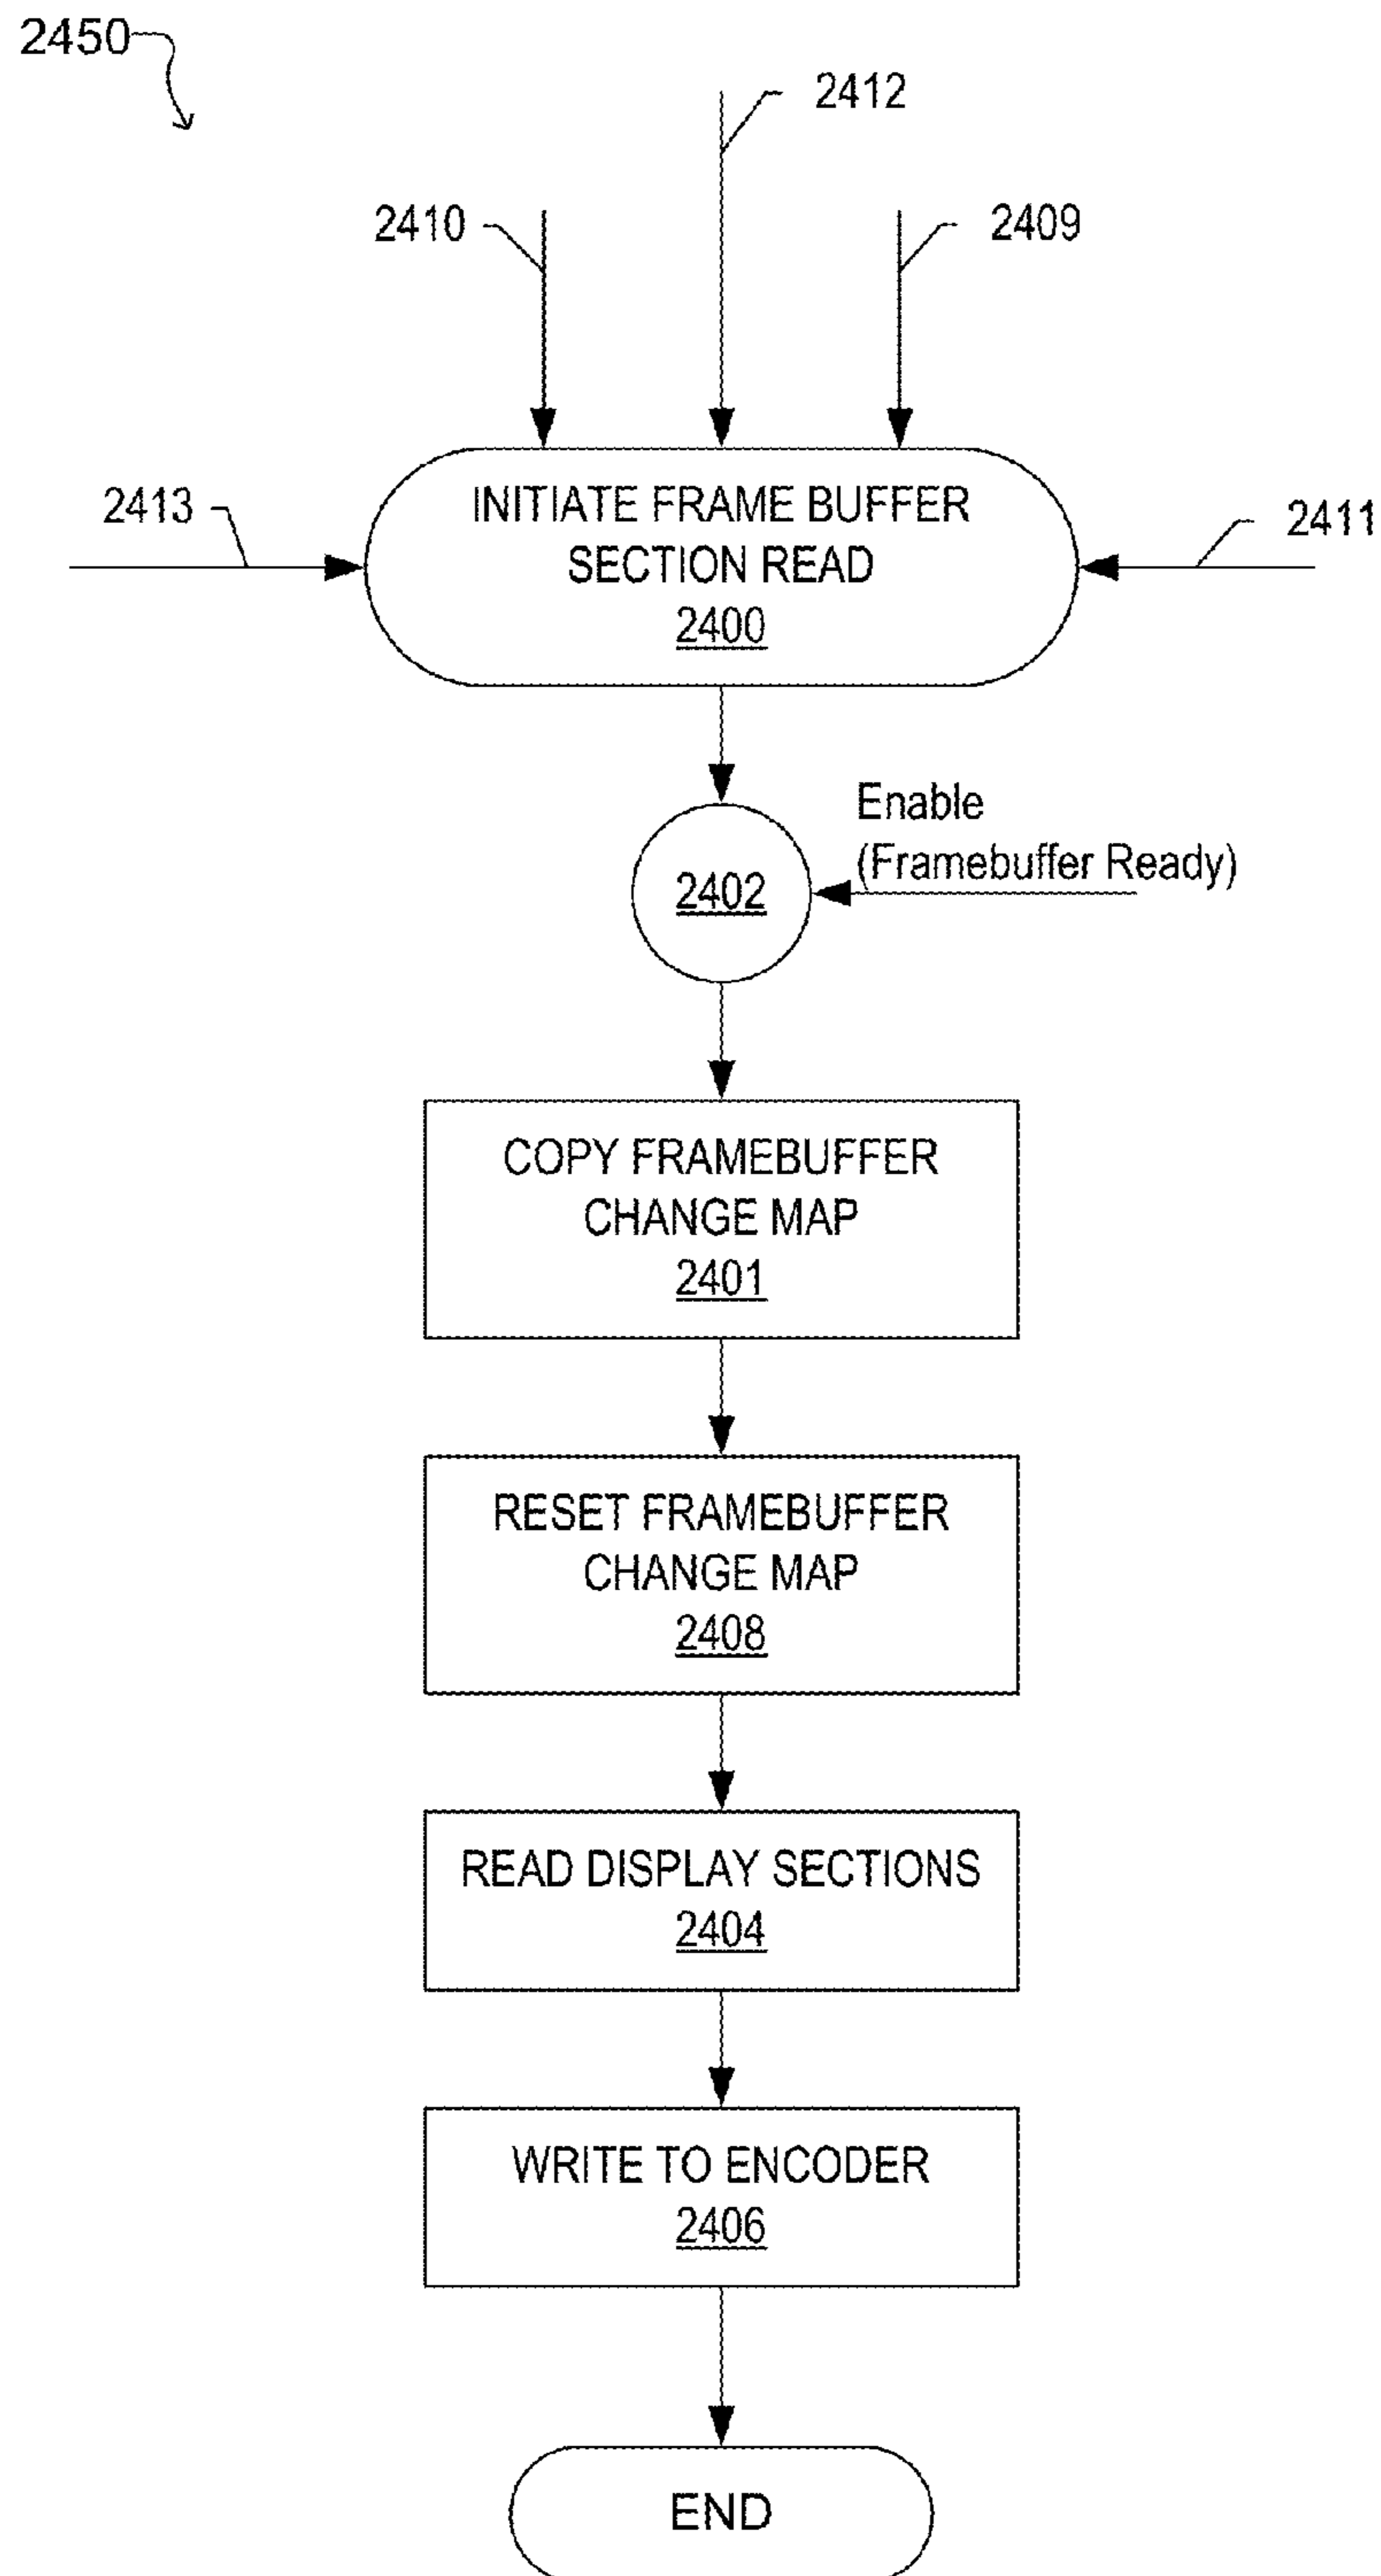 2450
2412
2410
2409
INITIATE FRAME BUFFER
SECTION READ
2400
2413
2411
Enable
(Framebuffer Ready)
2402
COPY FRAMEBUFFER
CHANGE MAP
2401
RESET FRAMEBUFFER
CHANGE MAP
2408
READ DISPLAY SECTIONS
2404
WRITE TO ENCODER
2406
END